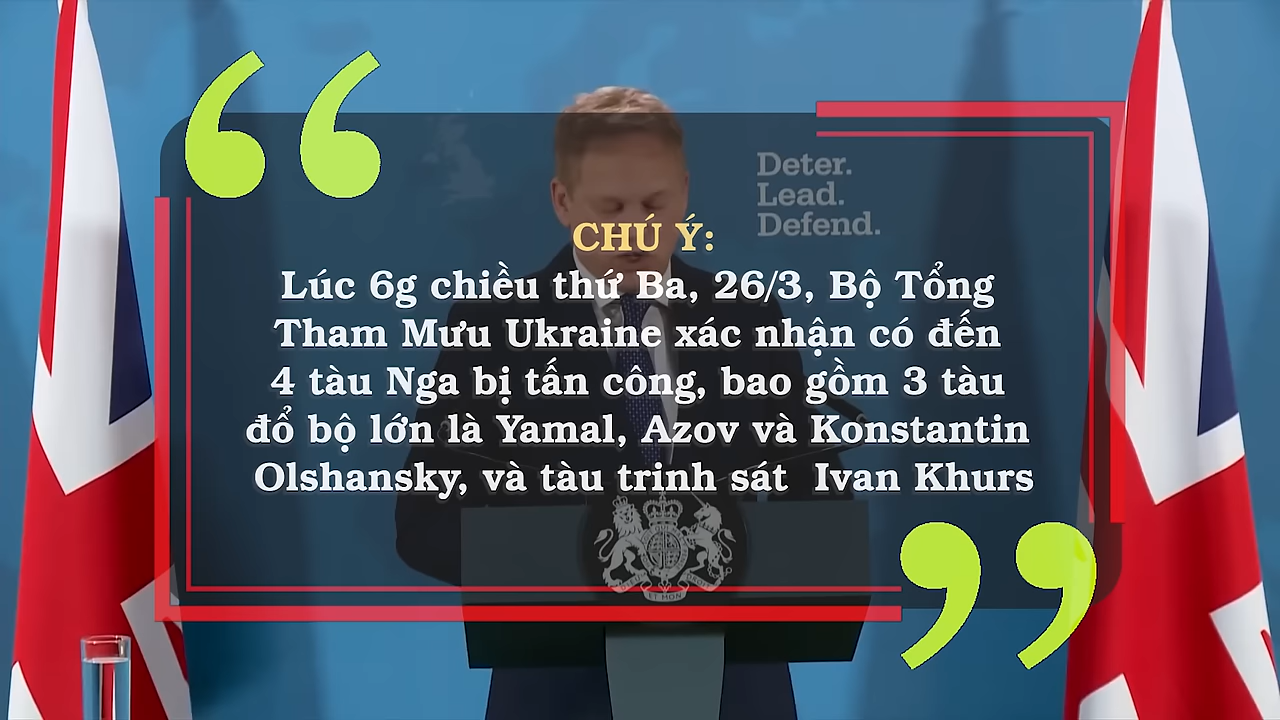 Deter.
Lead.
Defend.
CHÚ Ý:
Lúc 6g chiều thứ Ba, 26/3, Bộ Tổng
Tham Mưu Ukraine xác nhận có đến
4 tàu Nga bị tấn công, bao gồm 3 tàu
đổ bộ lớn là Yamal, Azov và Konstantin
Olshansky, và tàu trinh sát Ivan Khurs
ET MON